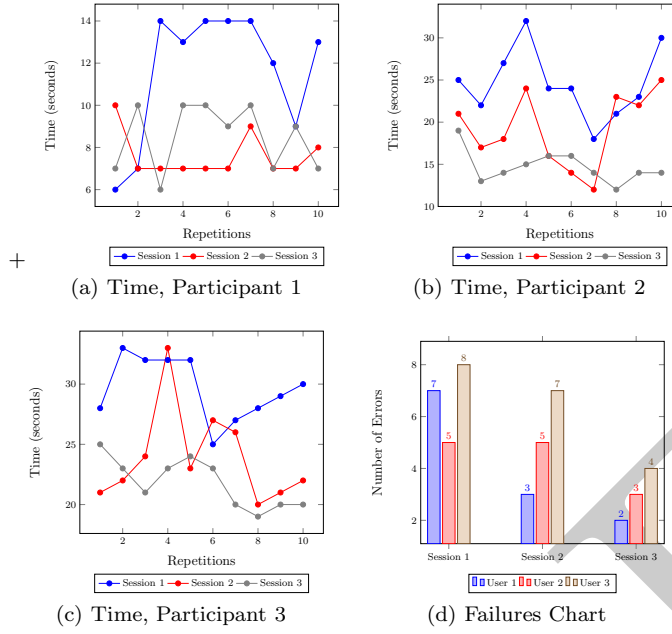 14
12
10
8
6
2 4 6 8 10
Time (seconds)
Repetitions
Session 1 Session 2 Session 3
(a) Time, Participant 1
30
25
20
15
10
2 4 6 8 10
Time (seconds)
Repetitions
Session 1 Session 2 Session 3
(b) Time, Participant 2
+
30
25
20
2 4 6 8 10
Time (seconds)
Repetitions
Session 1 Session 2 Session 3
(c) Time, Participant 3
8
6
4
2
Number of Errors
7 5 8
3 5 7
2 3 4
Session 1 Session 2 Session 3
User 1 User 2 User 3
(d) Failures Chart